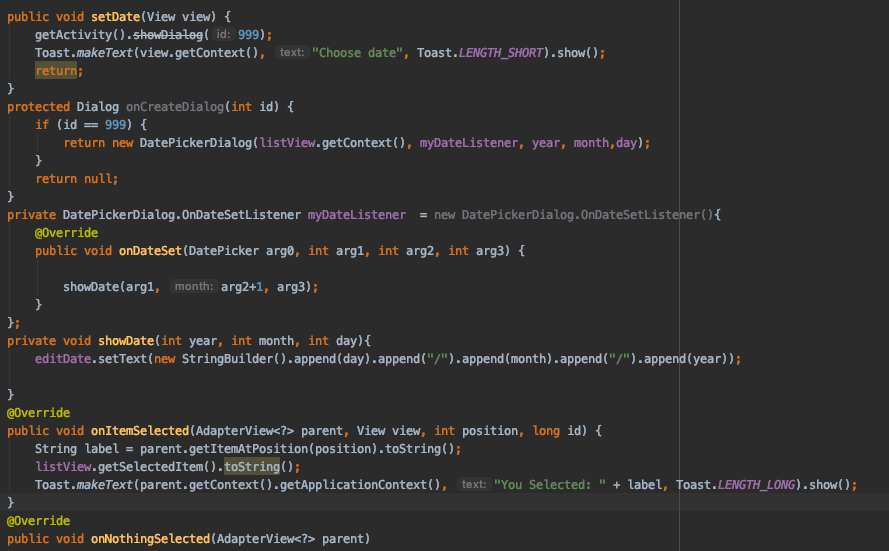 public void setDate(View view) {
    getActivity().showDialog( id: 999);
    Toast.makeText(view.getContext(),  text: "Choose date", Toast.LENGTH_SHORT).show();
    return;
}
protected Dialog onCreateDialog(int id) {
    if (id == 999) {
        return new DatePickerDialog(listView.getContext(), myDateListener, year, month,day);
    }
    return null;
}
private DatePickerDialog.OnDateSetListener myDateListener  = new DatePickerDialog.OnDateSetListener(){
    @Override
    public void onDateSet(DatePicker arg0, int arg1, int arg2, int arg3) {
        showDate(arg1,  month: arg2+1, arg3);
    }
};
private void showDate(int year, int month, int day){
    editDate.setText(new StringBuilder().append(day).append("/").append(month).append("/").append(year));
}
@Override
public void onItemSelected(AdapterView<?> parent, View view, int position, long id) {
    String label = parent.getItemAtPosition(position).toString();
    listView.getSelectedItem().toString();
    Toast.makeText(parent.getContext().getApplicationContext(),  text: "You Selected: " + label, Toast.LENGTH_LONG).show();
}
@Override
public void onNothingSelected(AdapterView<?> parent)